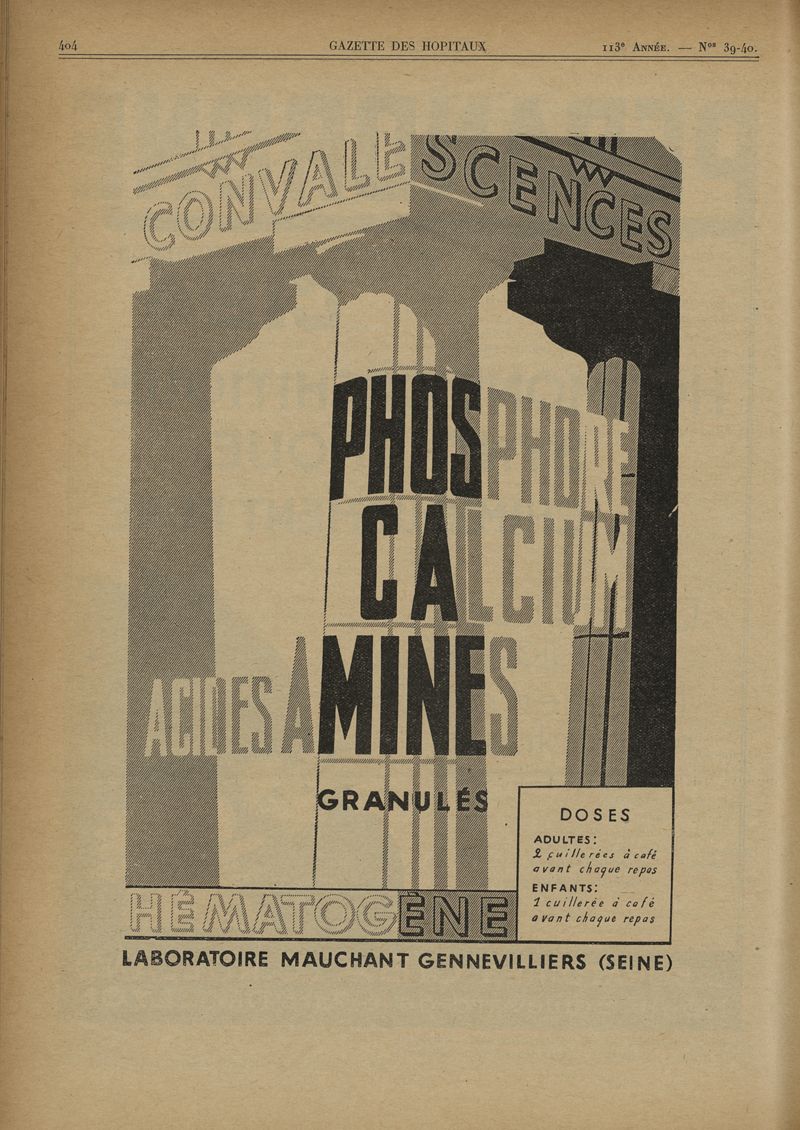 404 GAZETTE DES HOPITAUX 113e ANNÉE. — Nos 39-40.
CONVALESCENCES
PHOSPHORE
CALCIUM
ACIDES AMINES
GRANULÉS
DOSES
ADULTES:
2 cuillerées à café
avant chaque repas
ENFANTS:
1 cuillerée à café
avant chaque repas
HÉMATOGÈNE
LABORATOIRE MAUCHANT GENNEVILLIERS (SEINE)